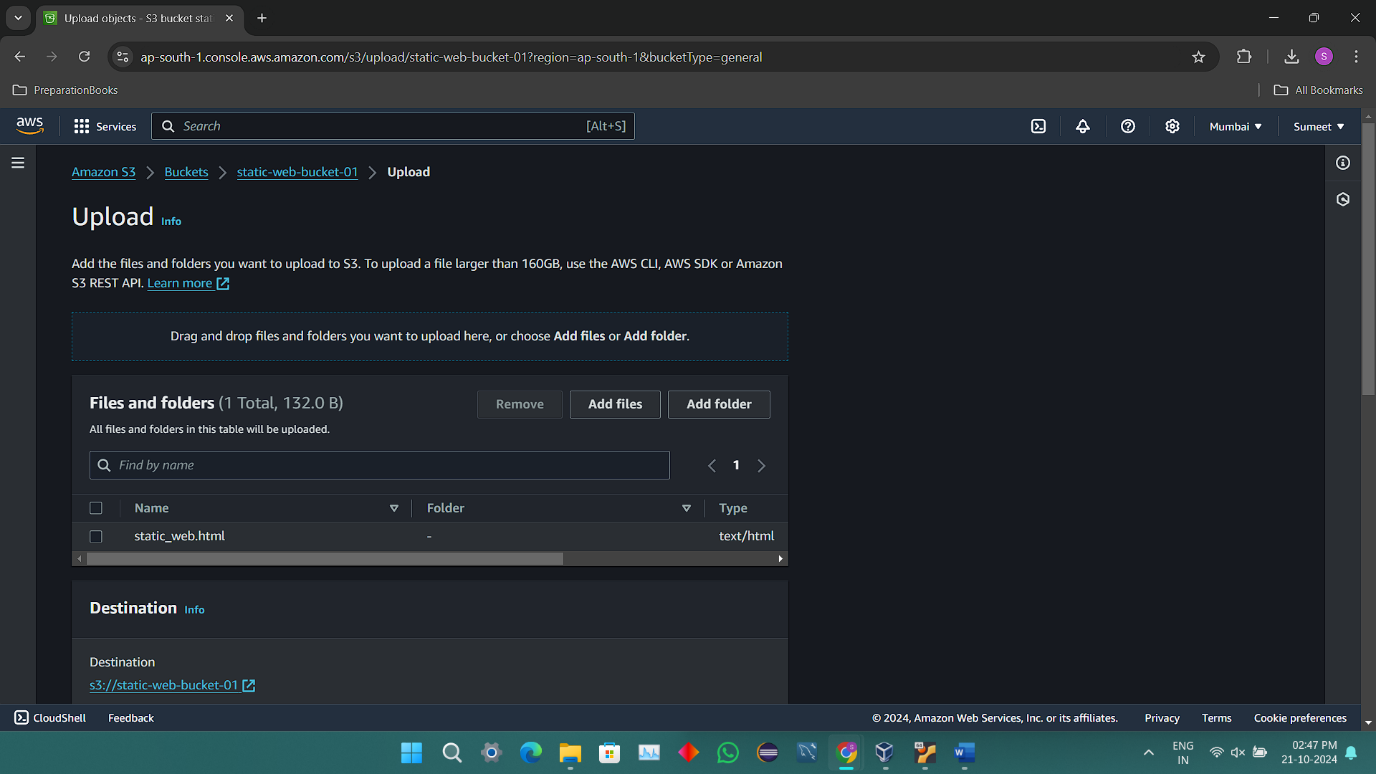 Upload objects - S3 bucket stat
ap-south-1.console.aws.amazon.com/s3/upload/static-web-bucket-01?region=ap-south-1&bucketType=general
S
PreparationBooks
All Bookmarks
aws
Services
Search
[Alt+S]
Mumbai
Sumeet
Amazon S3
Buckets
static-web-bucket-01
Upload
Upload Info
Add the files and folders you want to upload to S3. To upload a file larger than 160GB, use the AWS CLI, AWS SDK or Amazon
S3 REST API. Learn more
Drag and drop files and folders you want to upload here, or choose Add files or Add folder.
Files and folders (1 Total, 132.0 B)
Remove
Add files
Add folder
All files and folders in this table will be uploaded.
Find by name
1
Name
Folder
Type
static_web.html
-
text/html
Destination Info
Destination
s3://static-web-bucket-01
CloudShell
Feedback
© 2024, Amazon Web Services, Inc. or its affiliates.
Privacy
Terms
Cookie preferences
ENG
IN
02:47 PM
21-10-2024